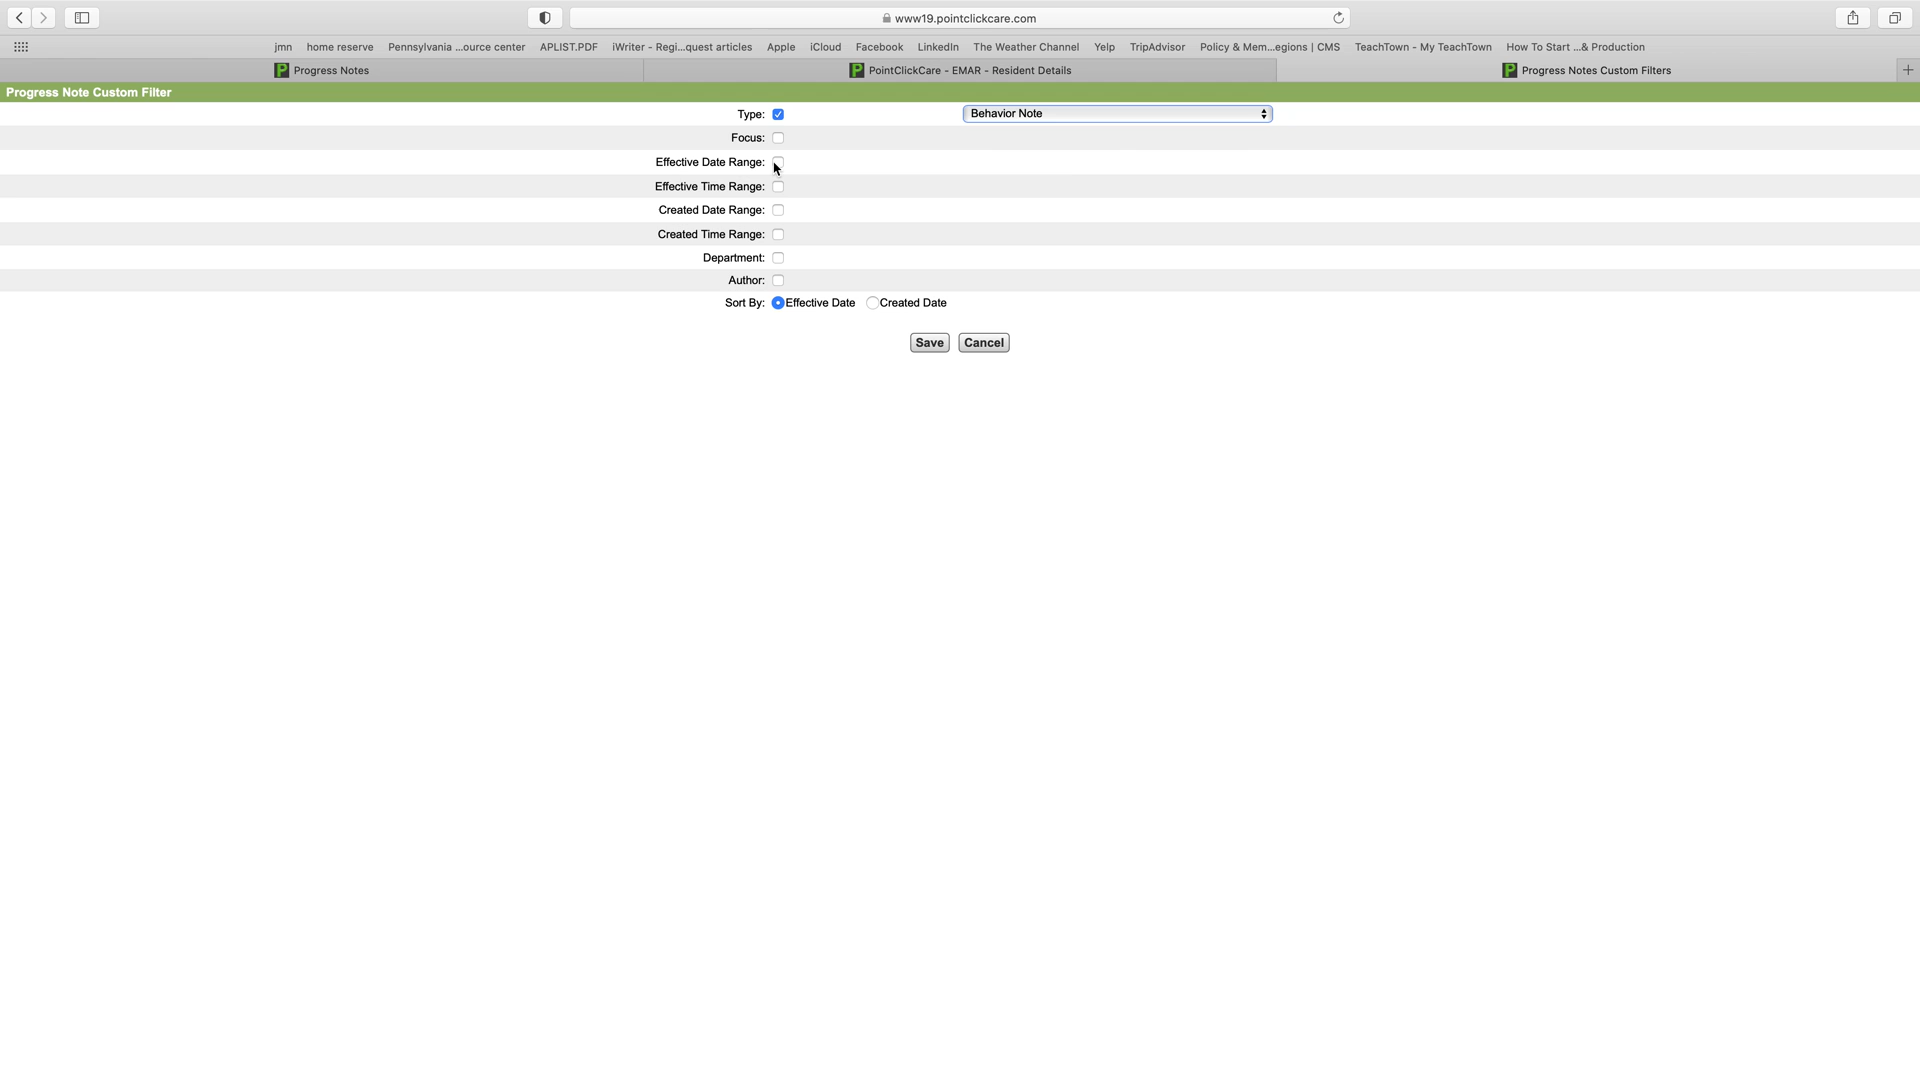 www19.pointclickcare.com
jmn home reserve Pennsylvania ...ource center APLIST.PDF iWriter - Regi...quest articles Apple iCloud Facebook LinkedIn The Weather Channel Yelp TripAdvisor Policy & Mem...egions | CMS TeachTown - My TeachTown How To Start ...& Production
P Progress Notes P PointClickCare - EMAR - Resident Details P Progress Notes Custom Filters
Progress Note Custom Filter
Type: Behavior Note
Focus:
Effective Date Range:
Effective Time Range:
Created Date Range:
Created Time Range:
Department:
Author:
Sort By: Effective Date Created Date
Save Cancel